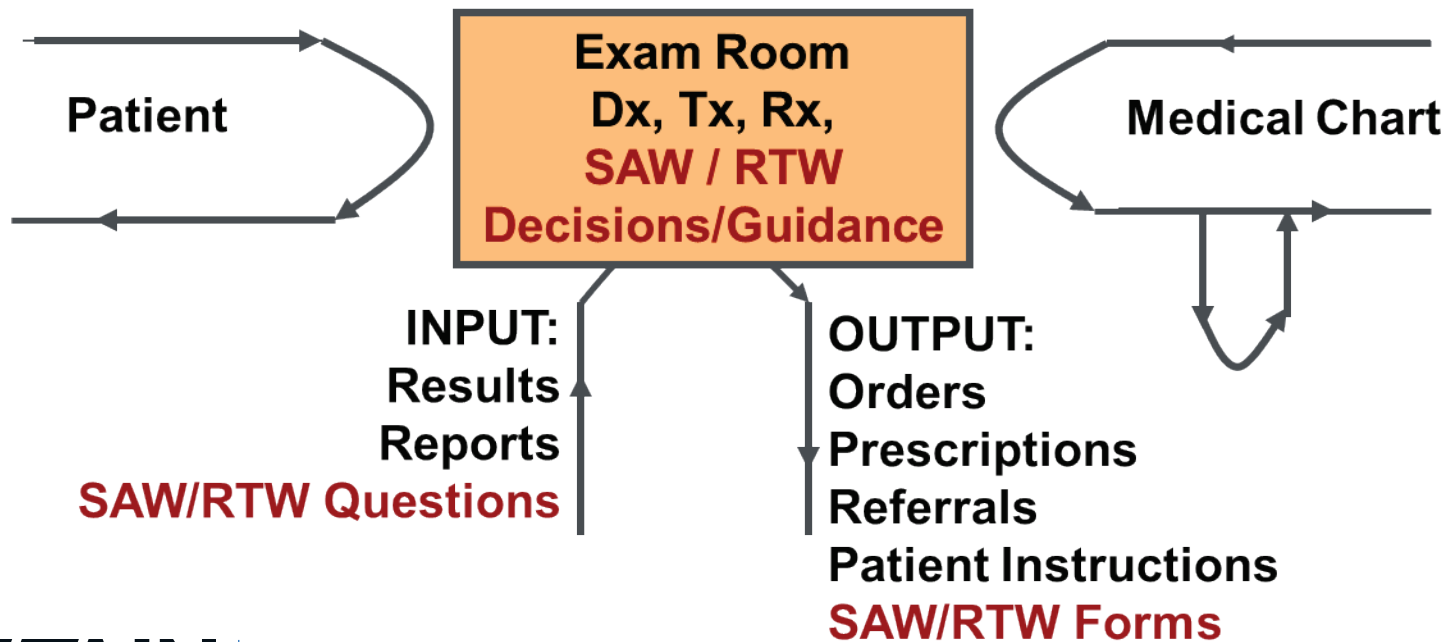 Patient
Exam Room
Dx, Tx, Rx,
SAW / RTW
Decisions/Guidance
Medical Chart
INPUT:
Results
Reports
SAW/RTW Questions
OUTPUT:
Orders
Prescriptions
Referrals
Patient Instructions
SAW/RTW Forms